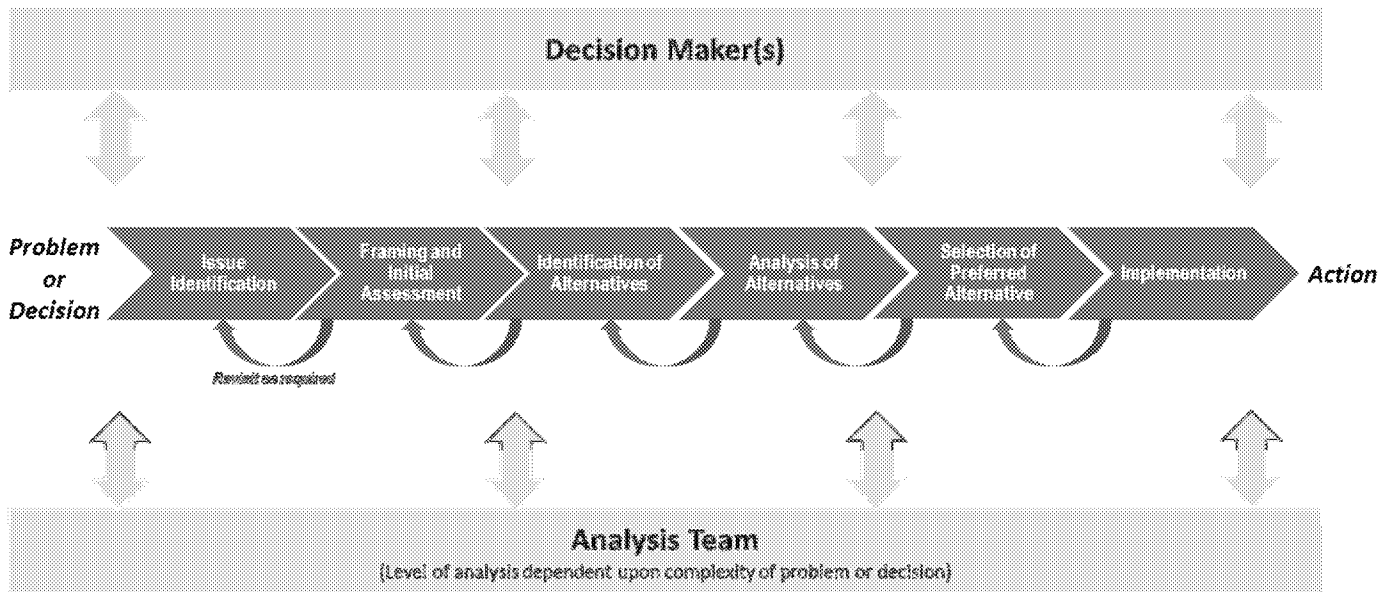 Decision Maker(s)
Problem
or
Decision
Issue
Identification
Framing and
Initial
Assessment
Identification of
Alternatives
Analysis of
Alternatives
Selection of
Preferred
Alternative
Implementation
Action
Revisit as required
Analysis Team
(Level of analysis dependent upon complexity of problem or decision)